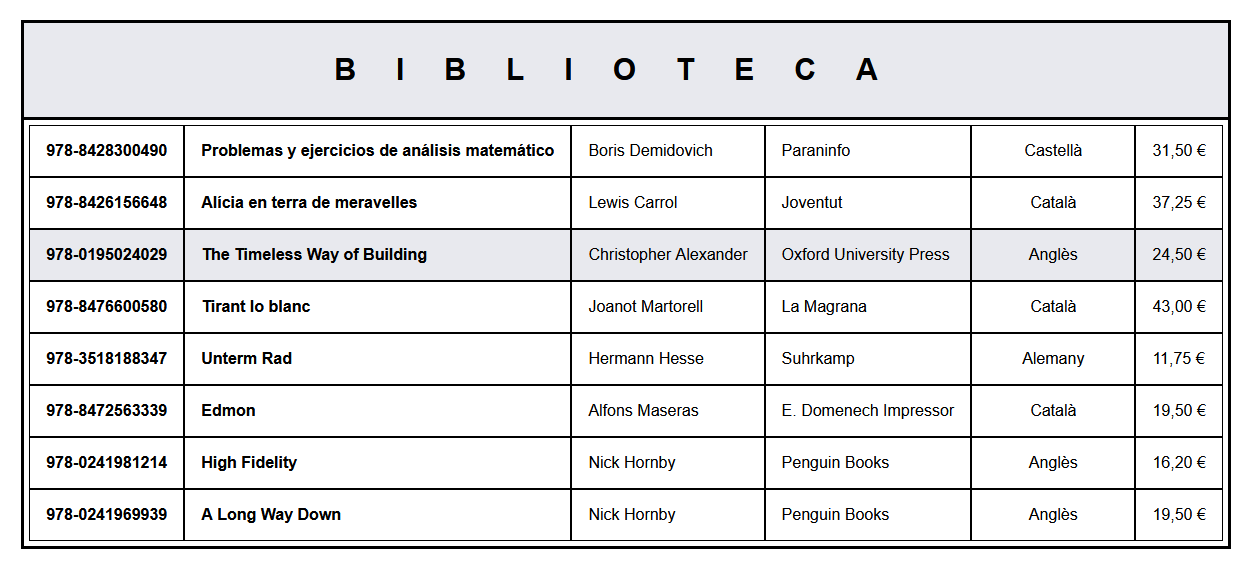 BIBLIOTECA
978-8428300490 Problemas y ejercicios de análisis matemático Boris Demidovich Paraninfo Castellà 31,50 €
978-8426156648 Alícia en terra de meravelles Lewis Carrol Joventut Català 37,25 €
978-0195024029 The Timeless Way of Building Christopher Alexander Oxford University Press Anglès 24,50 €
978-8476600580 Tirant lo blanc Joanot Martorell La Magrana Català 43,00 €
978-3518188347 Unterm Rad Hermann Hesse Suhrkamp Alemany 11,75 €
978-8472563339 Edmon Alfons Maseras E. Domenech Impressor Català 19,50 €
978-0241981214 High Fidelity Nick Hornby Penguin Books Anglès 16,20 €
978-0241969939 A Long Way Down Nick Hornby Penguin Books Anglès 19,50 €